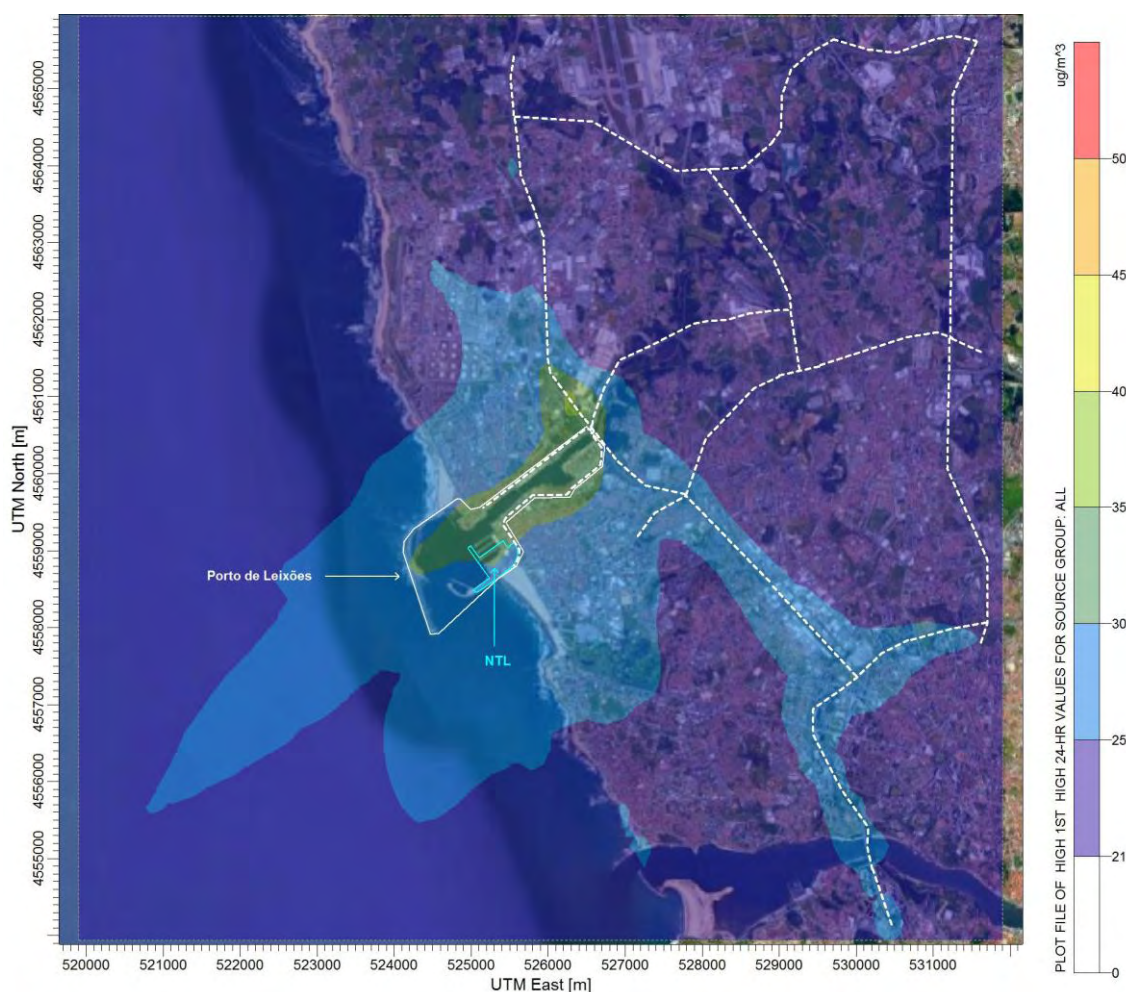 ug/m^3
50
45
40
35
30
25
21
0
PLOT FILE OF HIGH 1ST HIGH 24-HR VALUES FOR SOURCE GROUP: ALL
UTM North [m]
4565000
4564000
4563000
4562000
4561000
4560000
4559000
4558000
4557000
4556000
4555000
Porto de Leixões
NTL
520000 521000 522000 523000 524000 525000 526000 527000 528000 529000 530000 531000
UTM East [m]